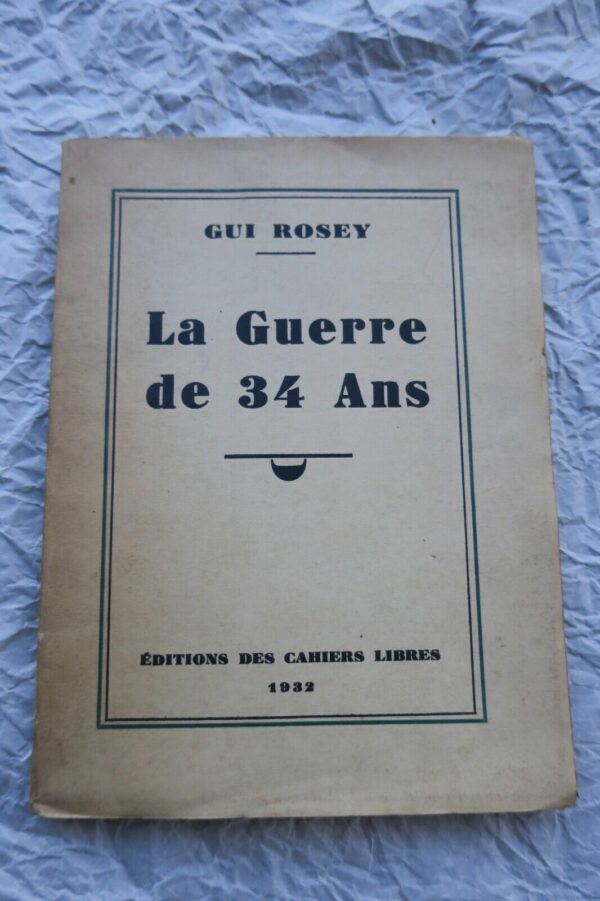 GUI ROSEY
La Guerre
de 34 Ans
ÉDITIONS DES CAHIERS LIBRES
1932